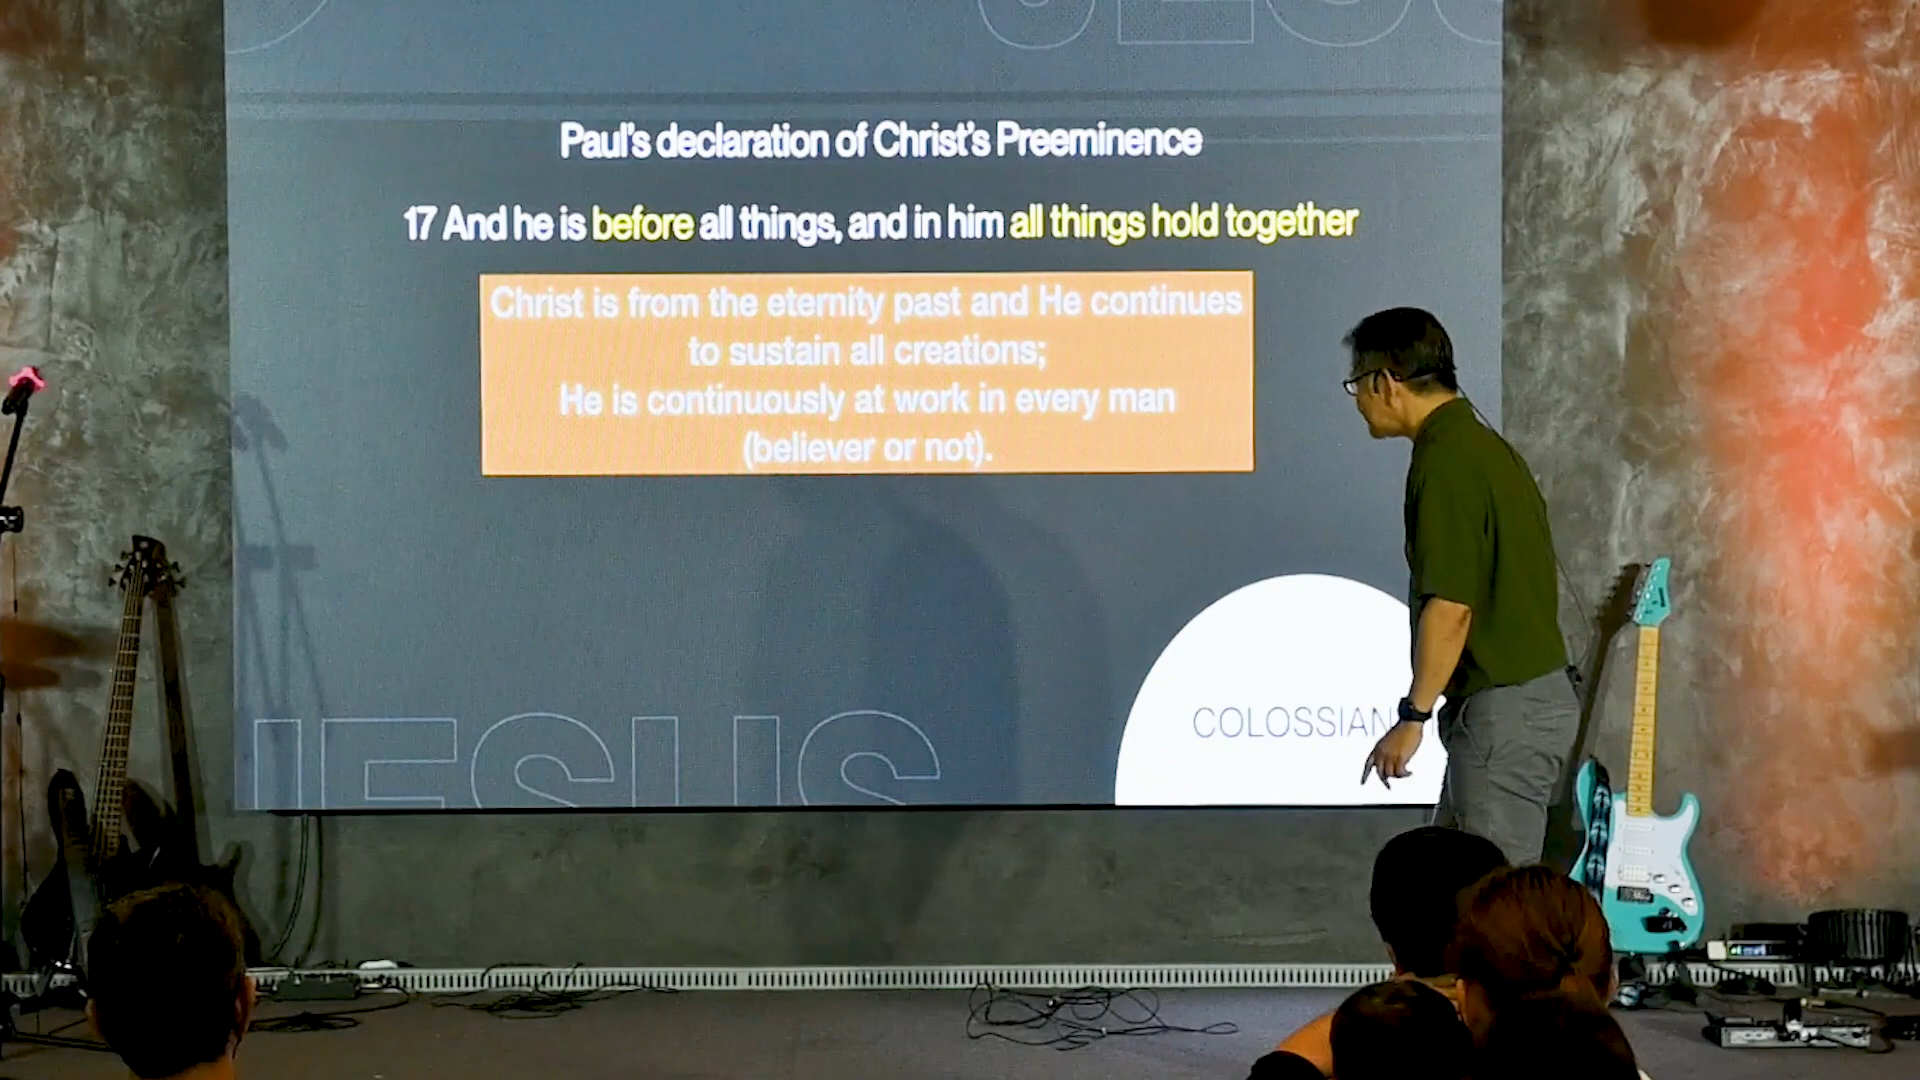 JESU
Paul's declaration of Christ's Preeminence
17 And he is before all things, and in him all things hold together
Christ is from the eternity past and He continues
to sustain all creations;
He is continuously at work in every man
(believer or not).
COLOSSIAN
JESUS